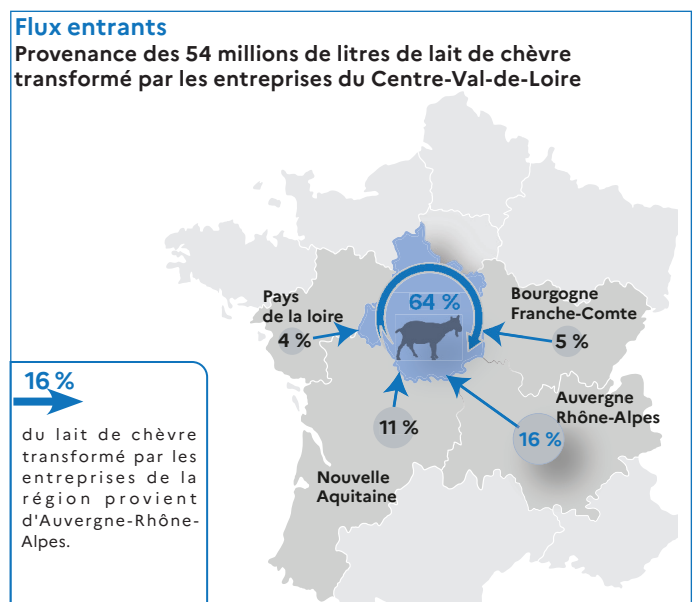 Flux entrants
Provenance des 54 millions de litres de lait de chèvre
transformé par les entreprises du Centre-Val-de-Loire
64 %
Pays
de la loire
4 %
Bourgogne
Franche-Comte
5 %
16 %
du lait de chèvre
transformé par les
entreprises de la
région provient
d'Auvergne-Rhône-
Alpes.
11 %
Nouvelle
Aquitaine
Auvergne
Rhône-Alpes
16 %